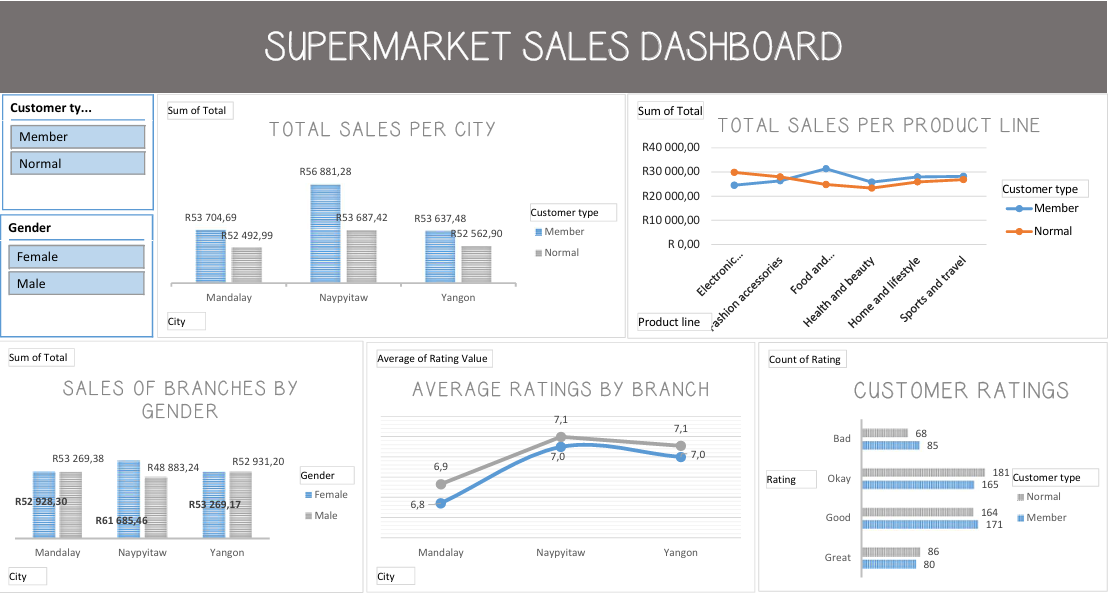 SUPERMARKET SALES DASHBOARD
Customer ty...
Member
Normal
Gender
Female
Male
Sum of Total
TOTAL SALES PER CITY
R56 881,28
R53 704,69
R52 492,99
R53 687,42
R53 637,48
R52 562,90
Mandalay
Naypyitaw
Yangon
Customer type
Member
Normal
City
Sum of Total
TOTAL SALES PER PRODUCT LINE
R40 000,00
R30 000,00
R20 000,00
R10 000,00
R 0,00
Electronic...
Fashion accessories
Food and...
Health and beauty
Home and lifestyle
Sports and travel
Customer type
Member
Normal
Product line
Sum of Total
SALES OF BRANCHES BY
GENDER
R53 269,38
R48 883,24
R52 931,20
R52 928,30
R61 685,46
R53 269,17
Mandalay
Naypyitaw
Yangon
Gender
Female
Male
City
Average of Rating Value
AVERAGE RATINGS BY BRANCH
6,9
7,1
7,1
6,8
7,0
7,0
Mandalay
Naypyitaw
Yangon
City
Count of Rating
CUSTOMER RATINGS
Bad
68
85
Okay
181
165
Good
164
171
Great
86
80
Rating
Customer type
Normal
Member